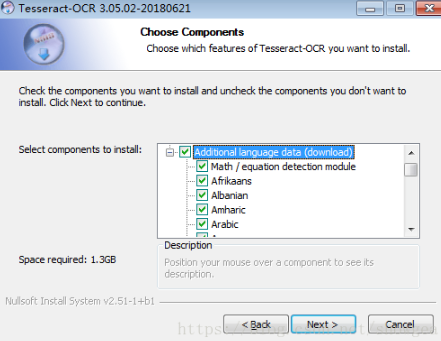 Tesseract-OCR 3.05.02-20180621
Choose Components
Choose which features of Tesseract-OCR you want to install.
Check the components you want to install and uncheck the components you don't want to
install. Click Next to continue.
Select components to install:
Additional language data (download)
Math / equation detection module
Afrikaans
Albanian
Amharic
Arabic
Space required: 1.3GB
Description
Position your mouse over a component to see its
description.
Nullsoft Install System v2.51-1+b1
< Back
Next >
Cancel